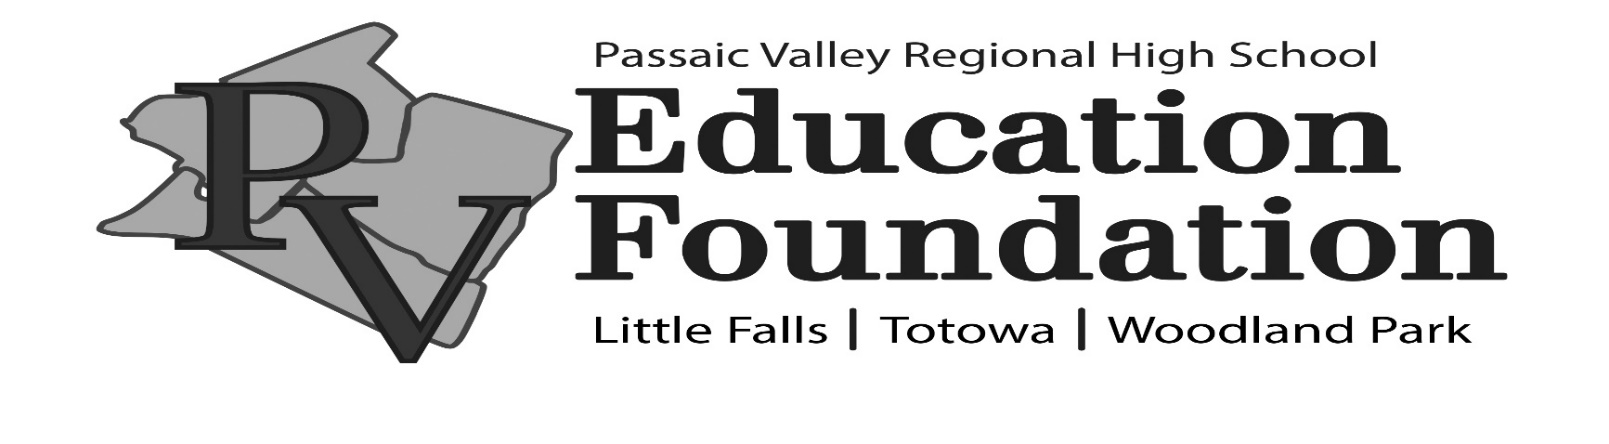 PV
Passaic Valley Regional High School
Education
Foundation
Little Falls | Totowa | Woodland Park